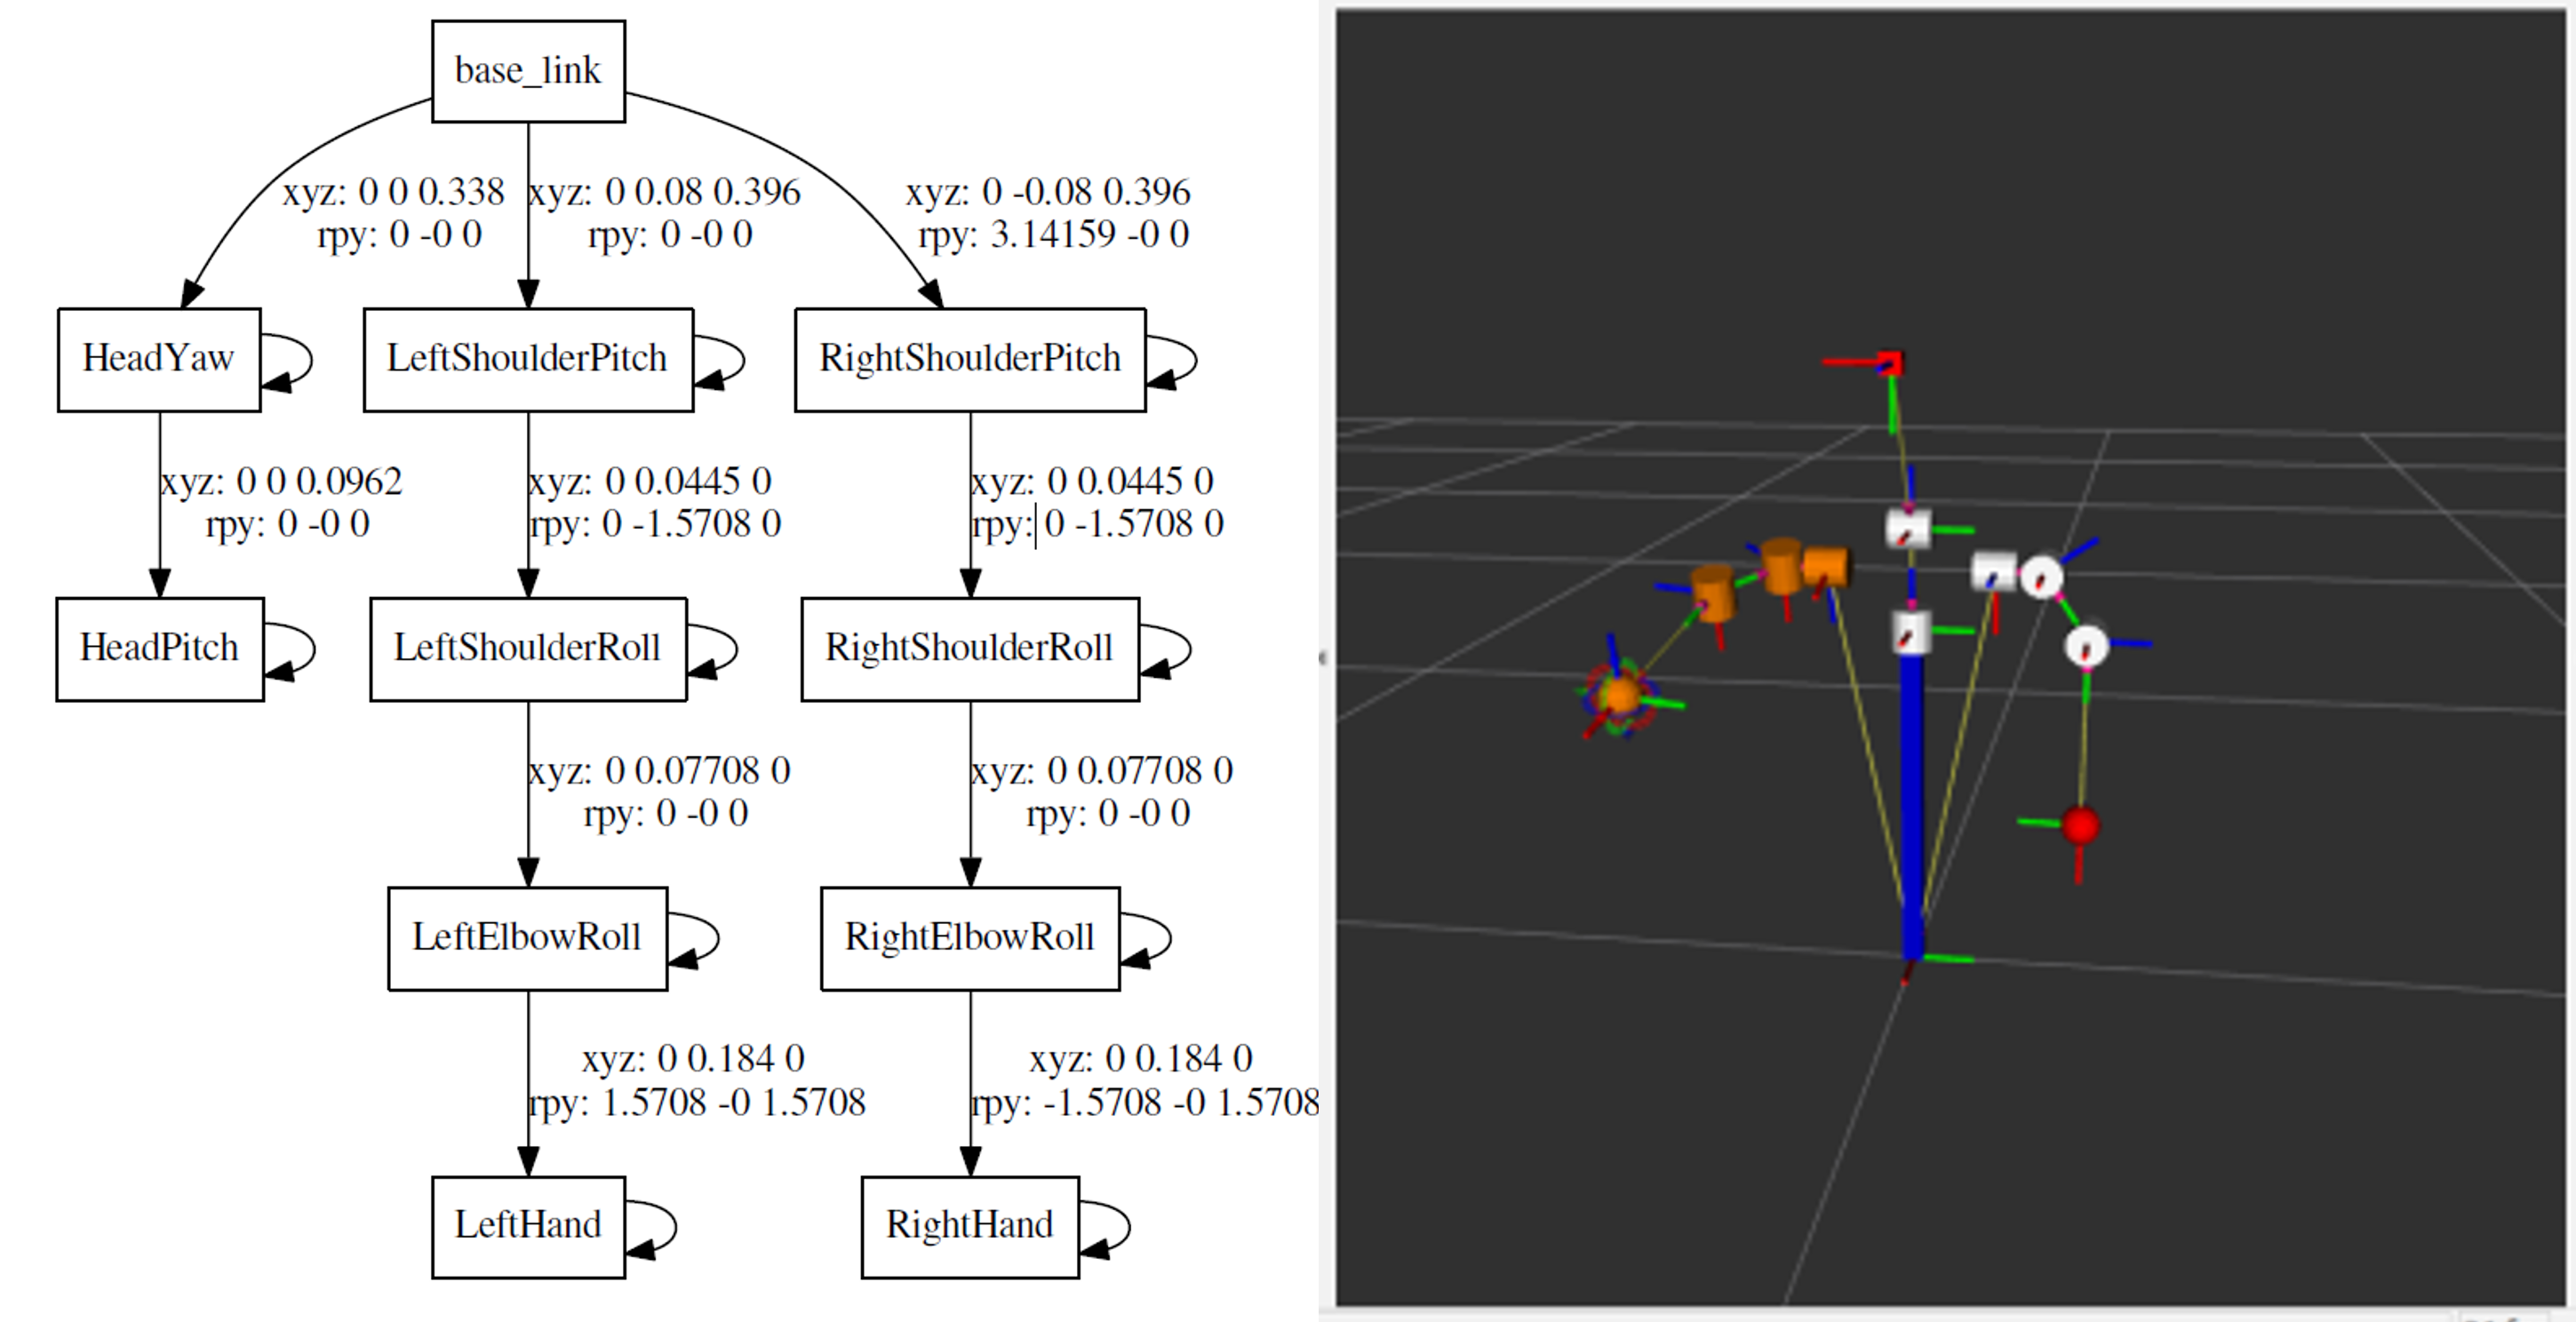 base_link
xyz: 0 0 0.338
rpy: 0 -0 0
xyz: 0 0.08 0.396
rpy: 0 -0 0
xyz: 0 -0.08 0.396
rpy: 3.14159 -0 0
HeadYaw
LeftShoulderPitch
RightShoulderPitch
xyz: 0 0 0.0962
rpy: 0 -0 0
xyz: 0 0.0445 0
rpy: 0 -1.5708 0
xyz: 0 0.0445 0
rpy: 0 -1.5708 0
HeadPitch
LeftShoulderRoll
RightShoulderRoll
xyz: 0 0.07708 0
rpy: 0 -0 0
xyz: 0 0.07708 0
rpy: 0 -0 0
LeftElbowRoll
RightElbowRoll
xyz: 0 0.184 0
rpy: 1.5708 -0 1.5708
xyz: 0 0.184 0
rpy: -1.5708 -0 1.5708
LeftHand
RightHand